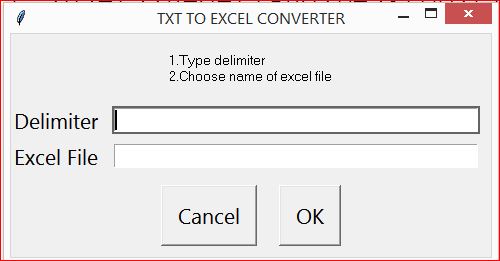 TXT TO EXCEL CONVERTER
1.Type delimiter
2.Choose name of excel file
Delimiter
Excel File
Cancel OK